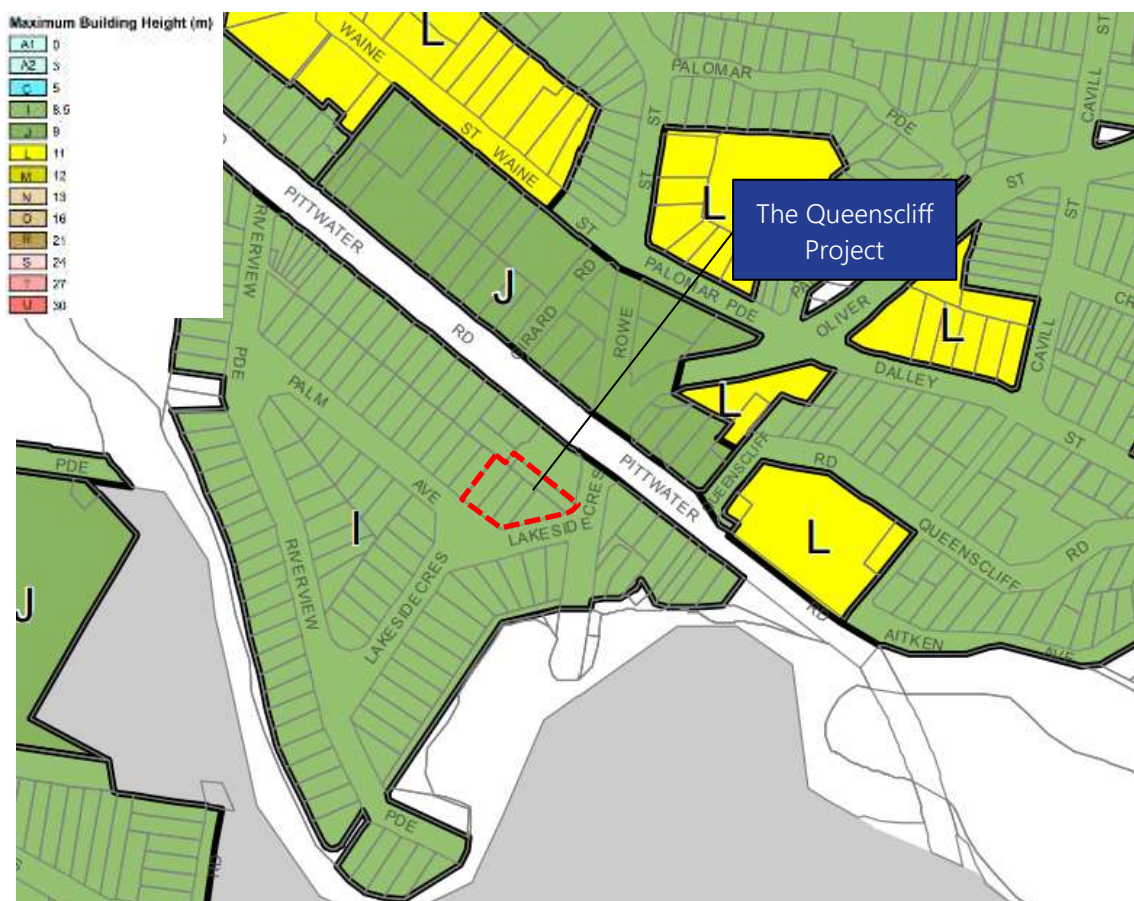 Maximum Building Height (m)
A1 0
A2 3
C 5
I 8.5
J 9
L 11
M 12
N 13
O 16
R 21
S 24
T 27
U 30
L
WAINE
ST
WAINE
ST
PALOMAR
PDE
ST
ST
CAVILL
ST
ST
ST
L
The Queenscliff
Project
PITTWATER
RD
RIVERVIEW
PDE
J
GIRARD
RD
ROWE
PALOMAR PDE
OLIVER
L
CAVILL
DALLEY
ST
L
PALM
AVE
PITTWATER
RD
QUEENSCLIFF
RD
QUEENSCLIFF
RD
L
LAKESIDE
CRES
LAKESIDE CRES
I
RIVERVIEW
PDE
PDE
J
AITKEN
AVE
RD